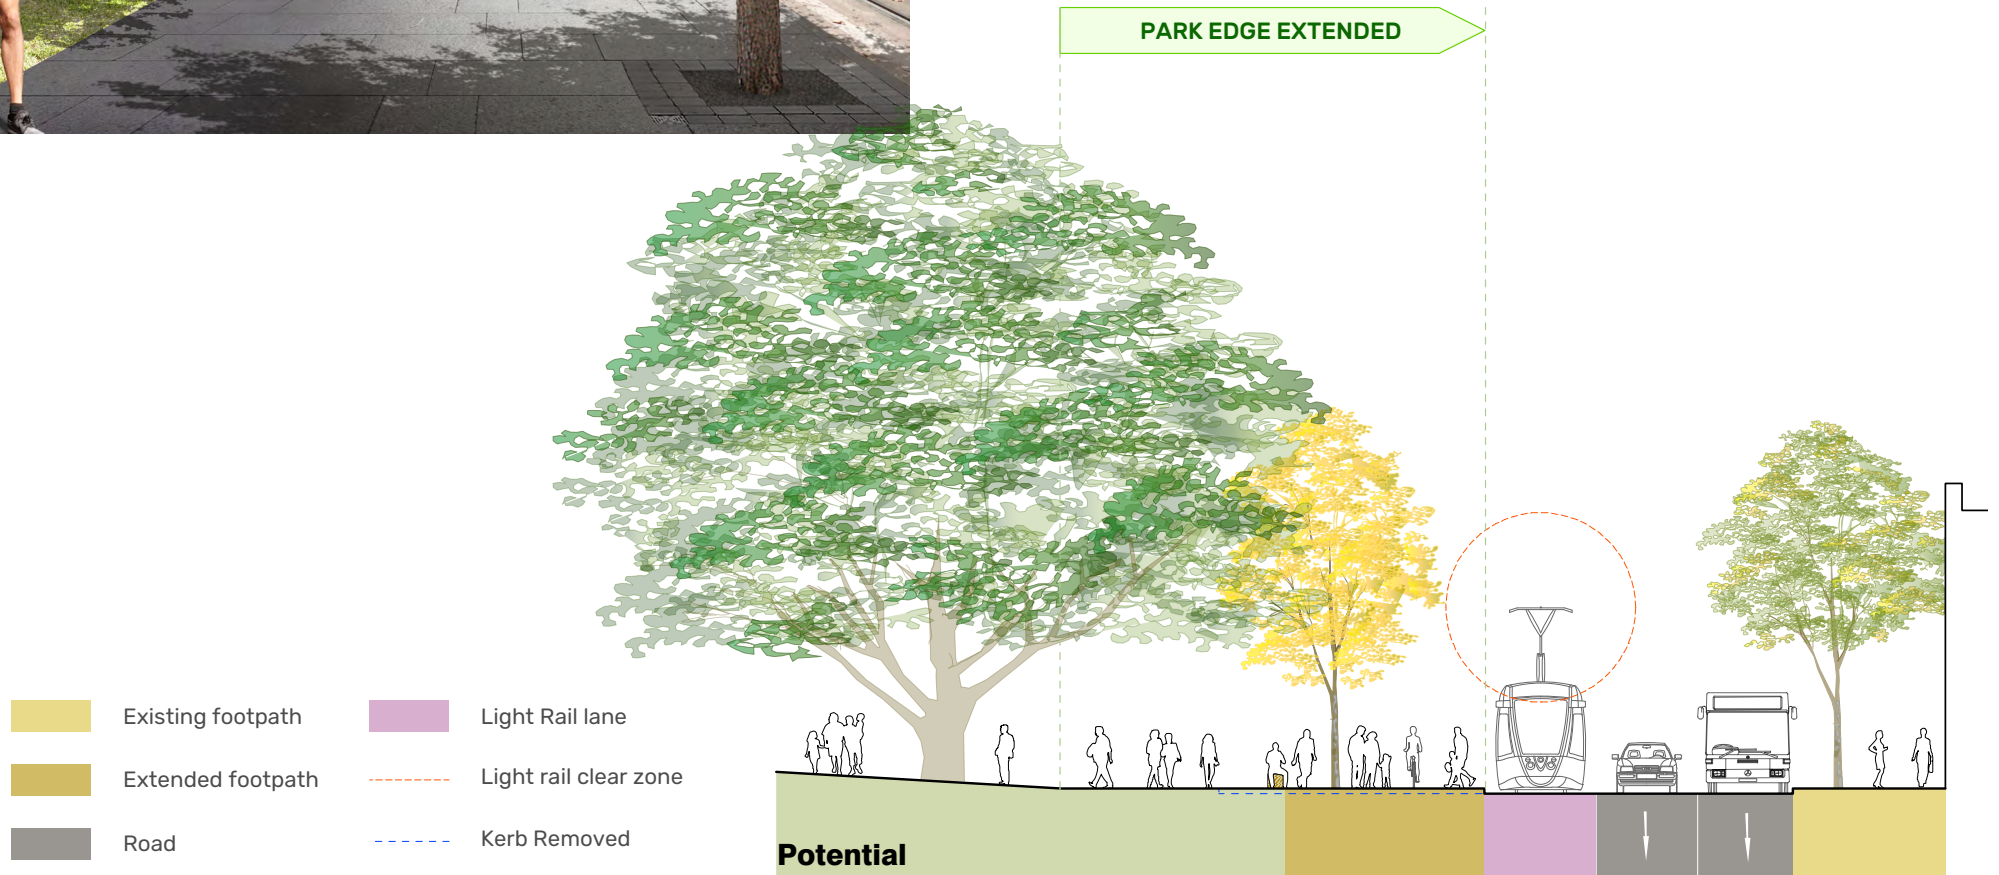 PARK EDGE EXTENDED
Existing footpath
Light Rail lane
Extended footpath
Light rail clear zone
Road
Kerb Removed
Potential